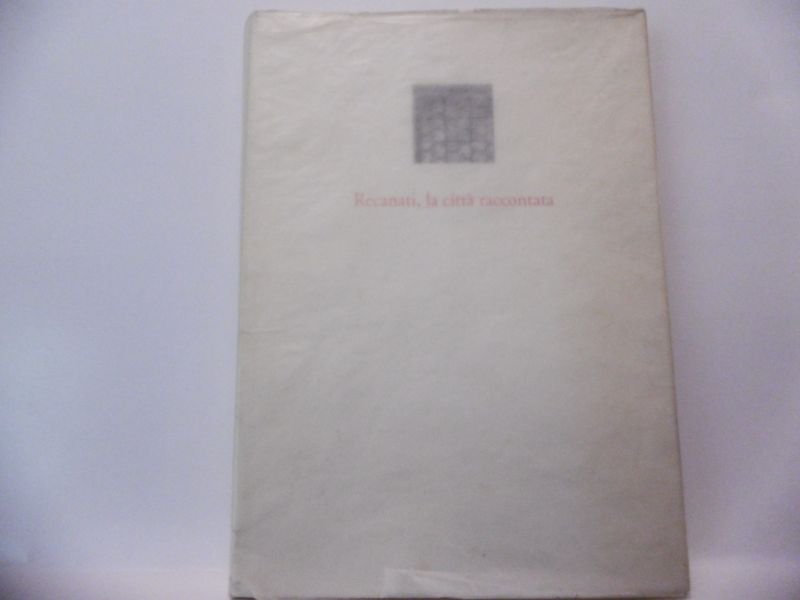 Recanati, la città raccontata